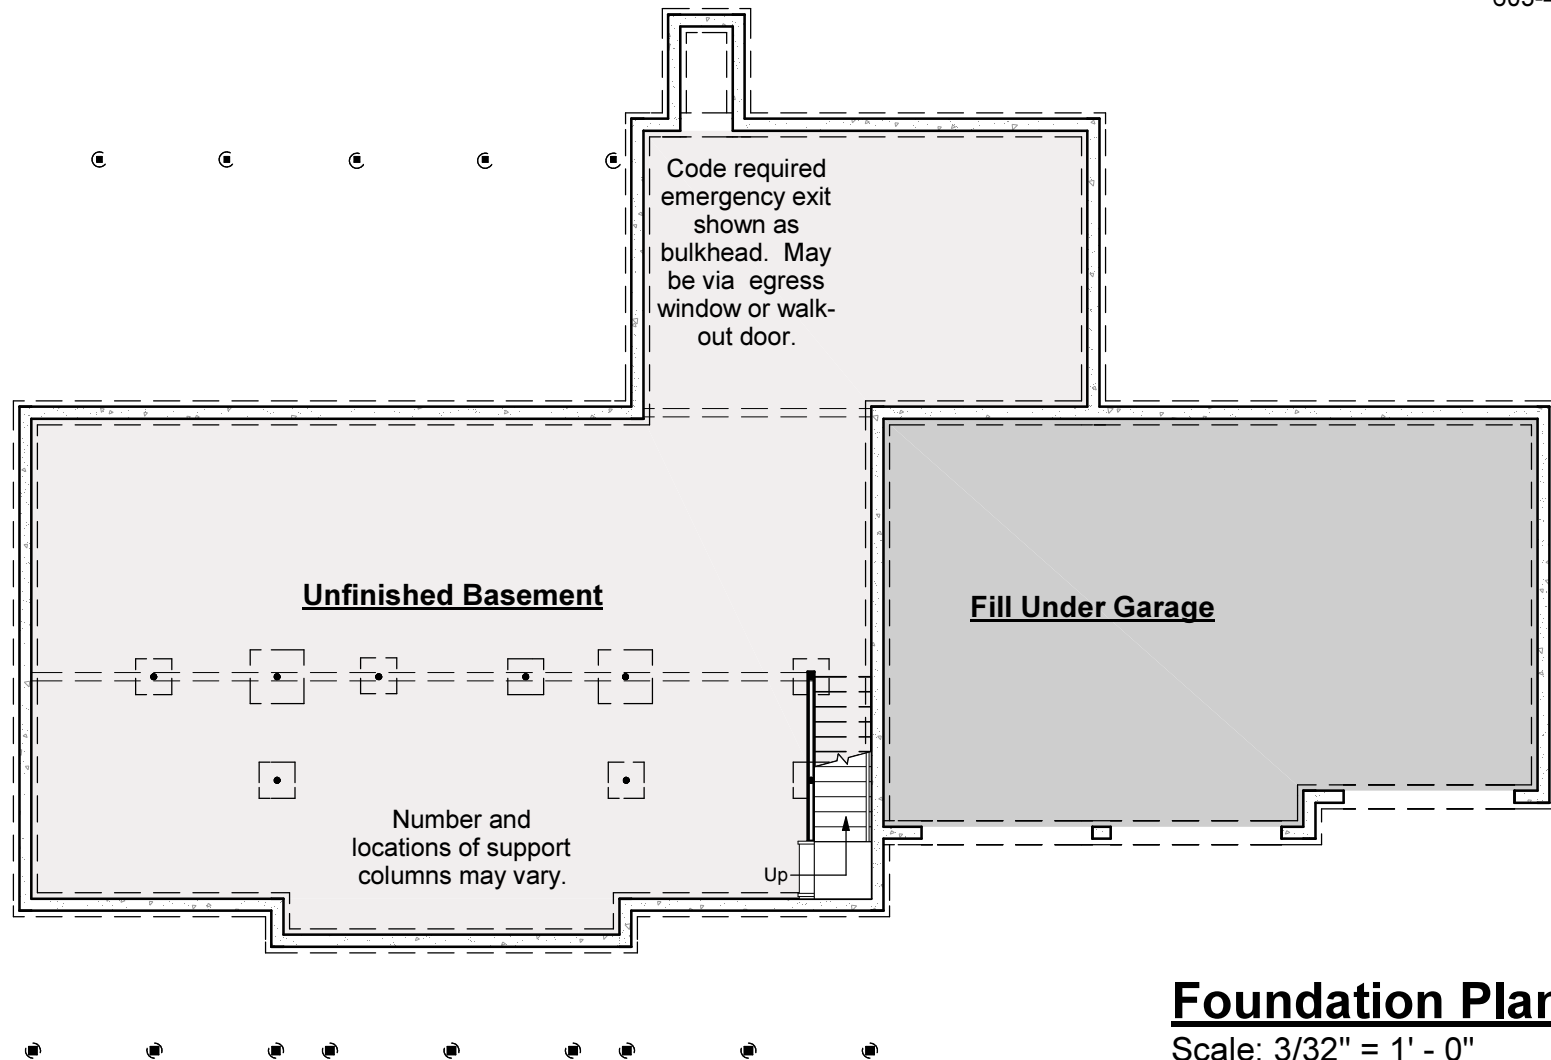 Code required
emergency exit
shown as
bulkhead.  May
be via  egress
window or walk-
out door.
Unfinished Basement
Fill Under Garage
Number and
locations of support
columns may vary.
Up
Foundation Plan
Scale: 3/32" = 1' - 0"